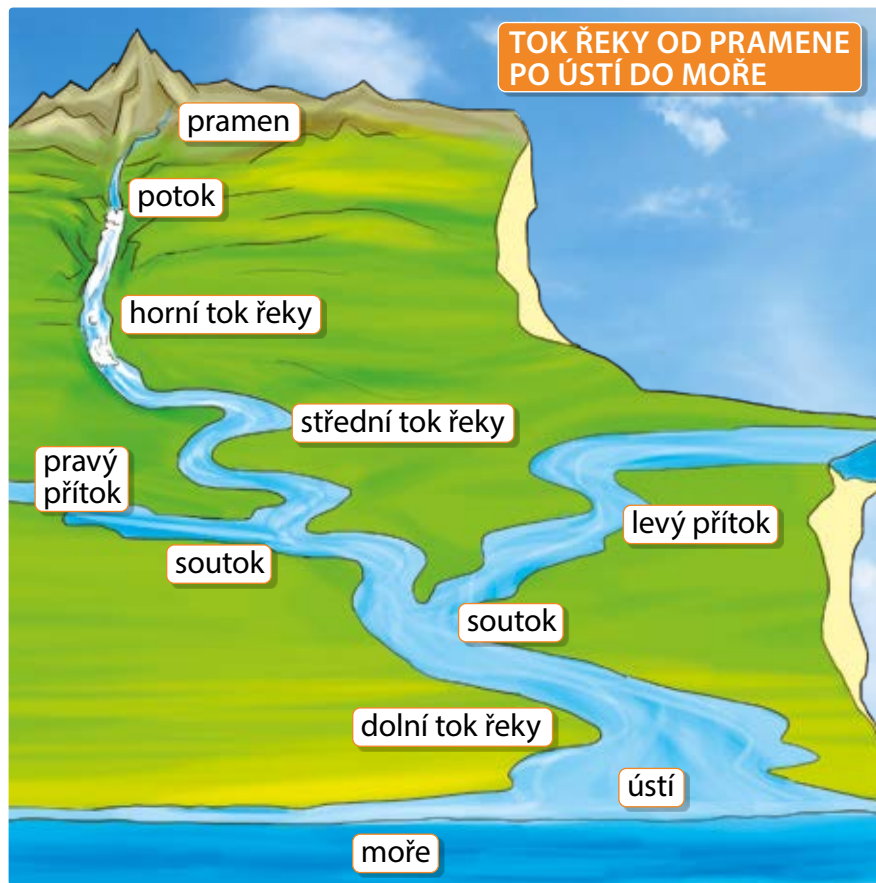 TOK ŘEKY OD PRAMENE
PO ÚSTÍ DO MOŘE
pramen
potok
horní tok řeky
střední tok řeky
pravý
přítok
levý přítok
soutok
soutok
dolní tok řeky
ústí
moře